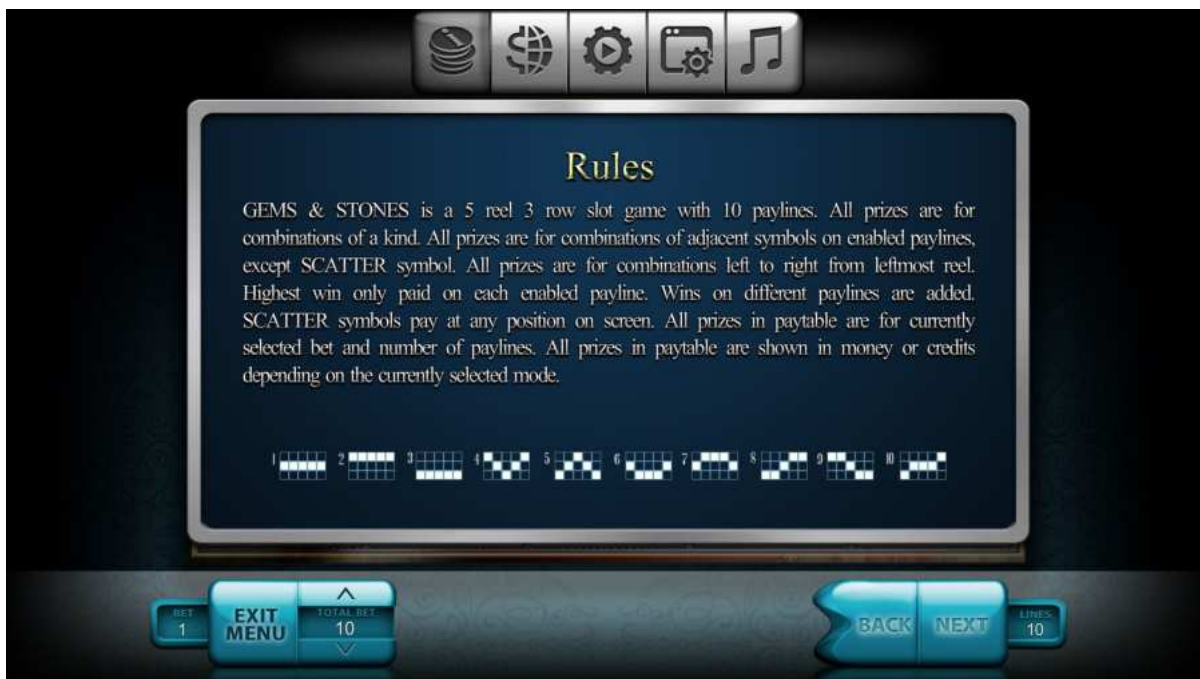 Rules
GEMS & STONES is a 5 reel 3 row slot game with 10 paylines. All prizes are for
combinations of a kind. All prizes are for combinations of adjacent symbols on enabled paylines,
except SCATTER symbol. All prizes are for combinations left to right from leftmost reel.
Highest win only paid on each enabled payline. Wins on different paylines are added.
SCATTER symbols pay at any position on screen. All prizes in paytable are for currently
selected bet and number of paylines. All prizes in paytable are shown in money or credits
depending on the currently selected mode.
1 2 3 4 5 6 7 8 9 10
BET
1
EXIT
MENU
TOTAL BET
10
BACK
NEXT
LINES
10